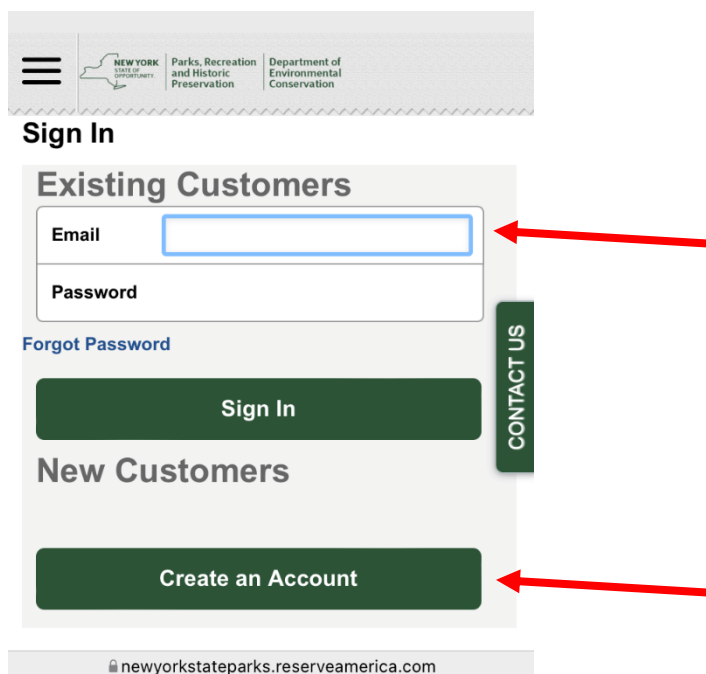 NEW YORK
STATE OF
OPPORTUNITY.
Parks, Recreation
and Historic
Preservation
Department of
Environmental
Conservation
Sign In
Existing Customers
Email
Password
Forgot Password
CONTACT US
Sign In
New Customers
Create an Account
newyorkstateparks.reserveamerica.com